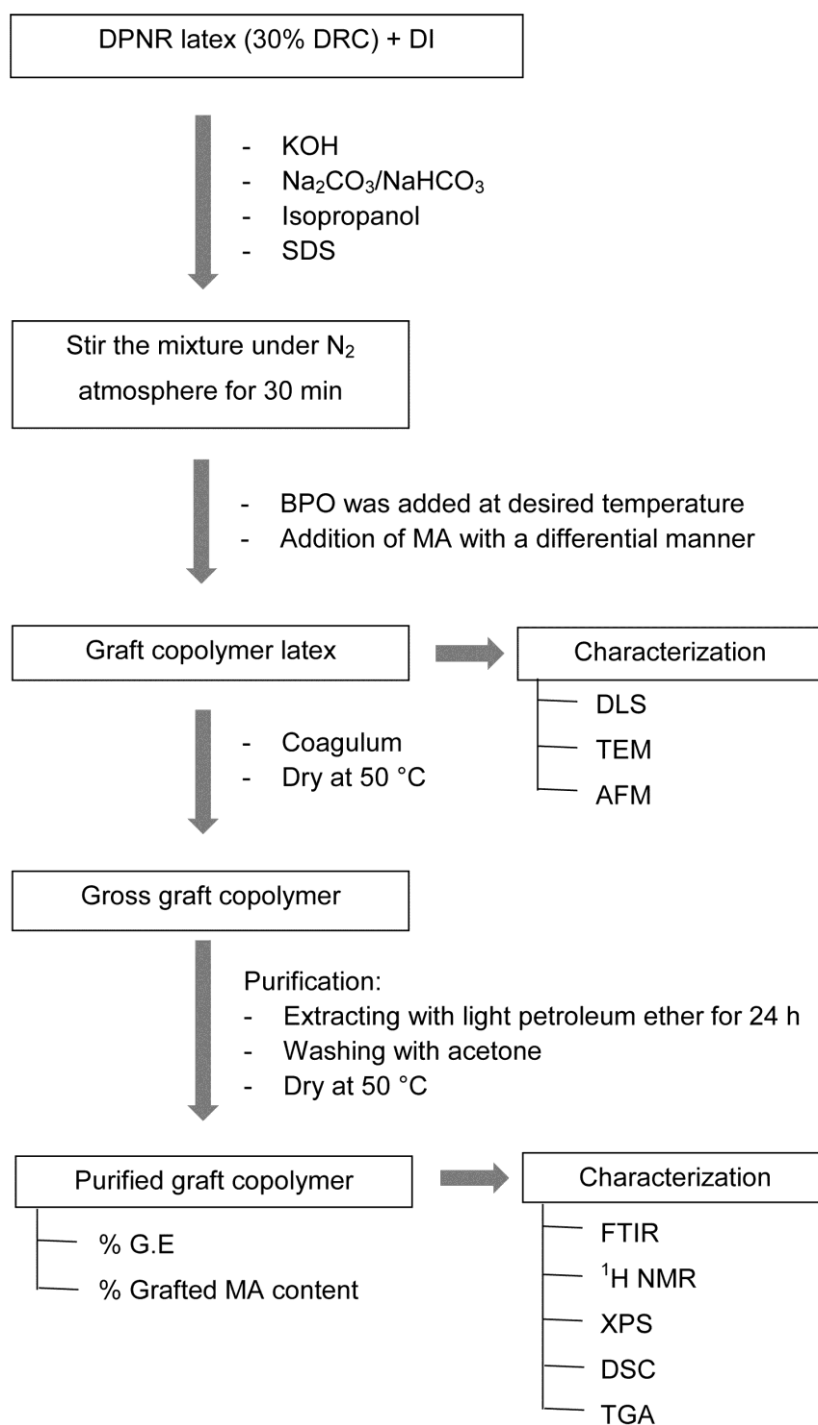 DPNR latex (30% DRC) + DI
- KOH
- Na₂CO₃/NaHCO₃
- Isopropanol
- SDS
Stir the mixture under N₂
atmosphere for 30 min
- BPO was added at desired temperature
- Addition of MA with a differential manner
Graft copolymer latex
Characterization
DLS
TEM
AFM
- Coagulum
- Dry at 50 °C
Gross graft copolymer
Purification:
- Extracting with light petroleum ether for 24 h
- Washing with acetone
- Dry at 50 °C
Purified graft copolymer
% G.E
% Grafted MA content
Characterization
FTIR
¹H NMR
XPS
DSC
TGA